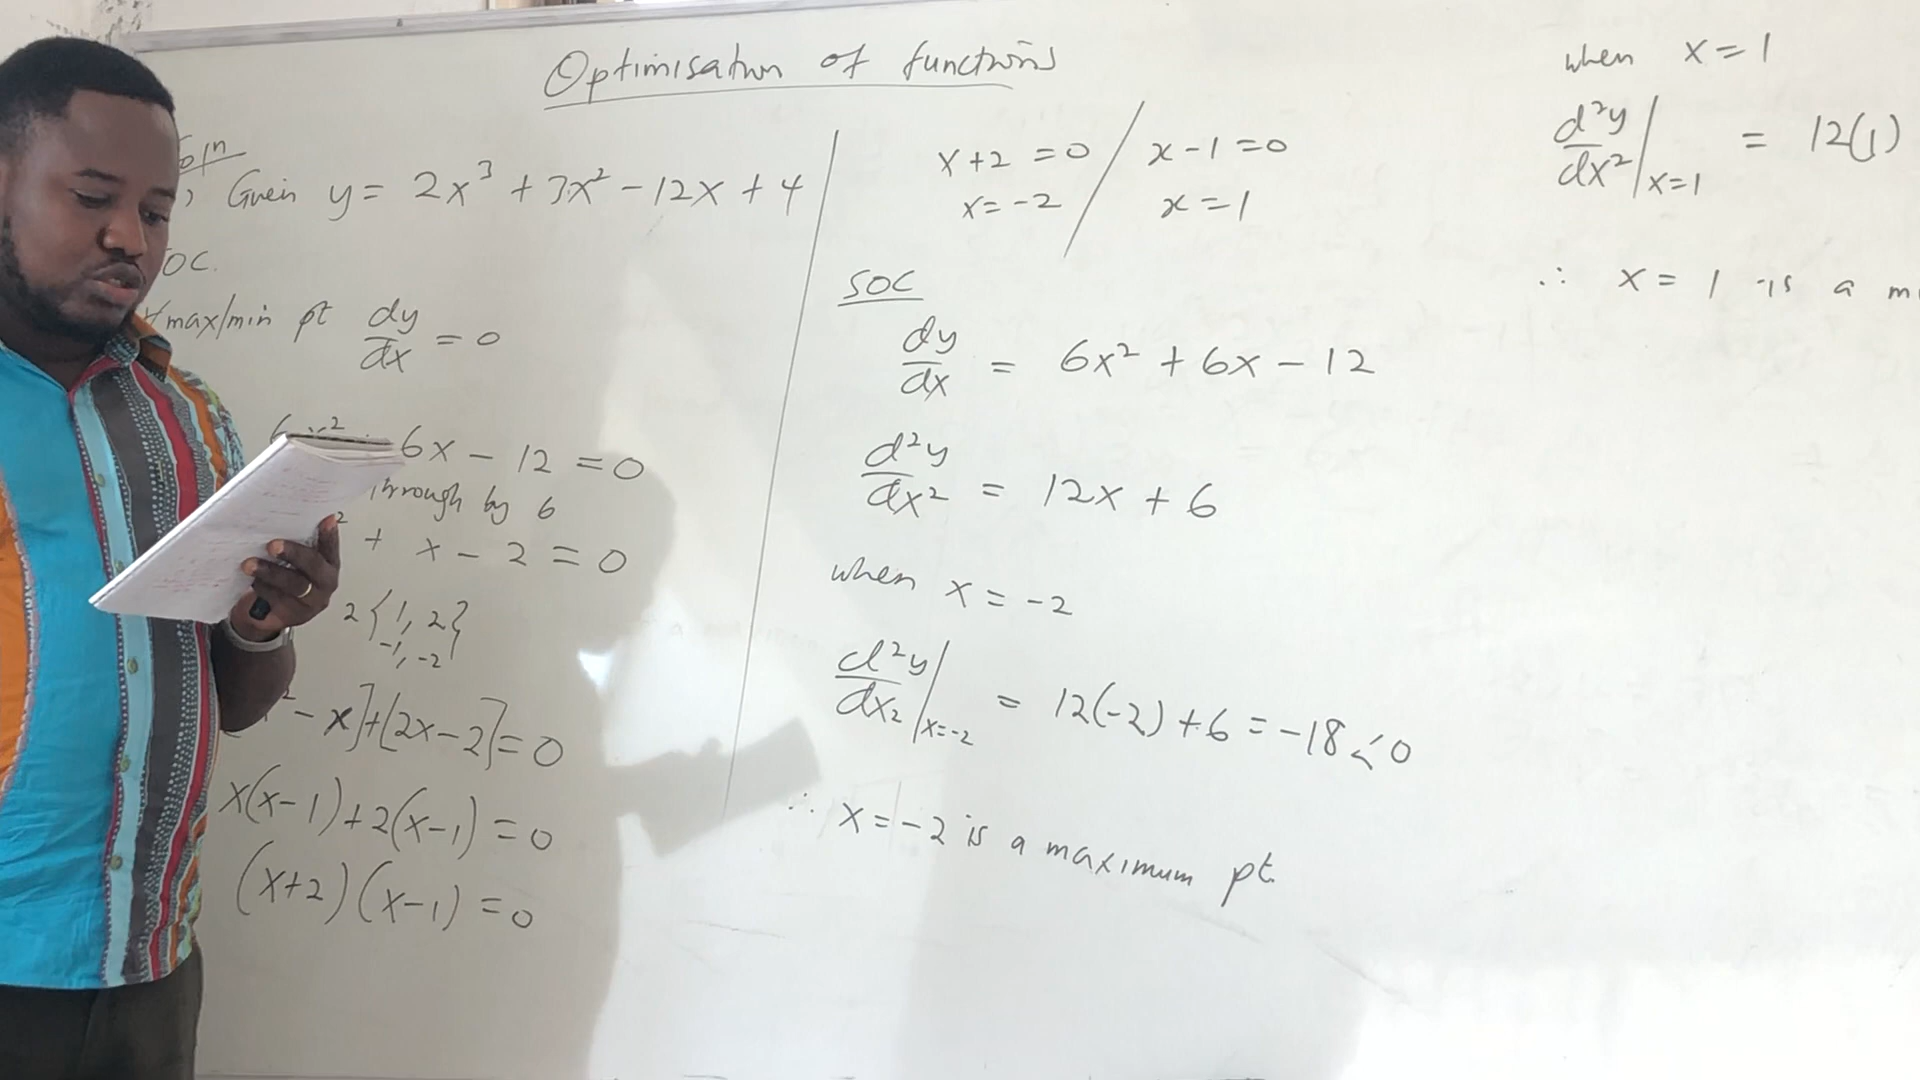 Optimisation of functions
Soln
) Given y = 2x³ + 3x² - 12x + 4
OC.
max/min pt dy/dx = 0
6x² 6x - 12 = 0
through by 6
² + x - 2 = 0
2{1, 2}
-1, -2
² - x]+[2x-2]=0
x(x-1)+2(x-1) = 0
(x+2)(x-1) = 0
x+2 = 0 / x-1 = 0
x = -2 / x = 1
SOC
dy/dx = 6x² + 6x - 12
d²y/dx² = 12x + 6
when x = -2
d²y/dx² | x=-2 = 12(-2) + 6 = -18 < 0
∴ x = -2 is a maximum pt.
when x = 1
d²y/dx² | x=1 = 12(1)
∴ x = 1 is a m